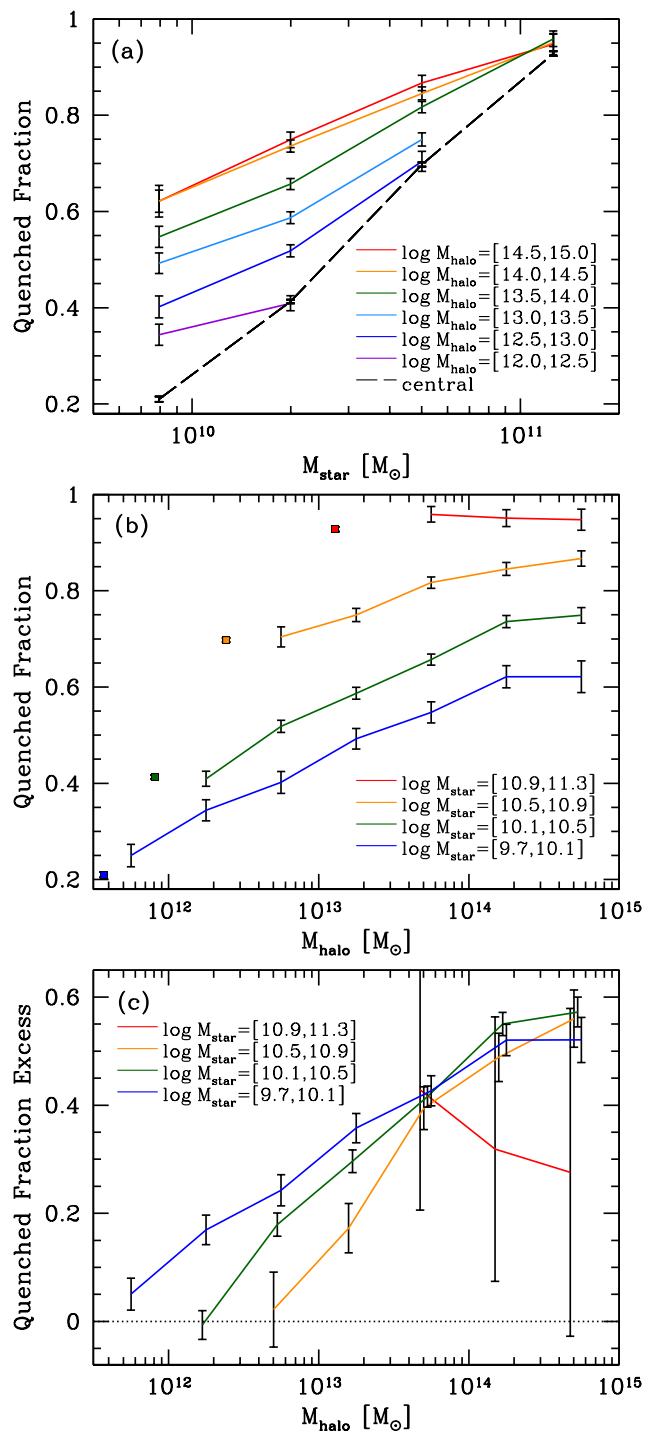 (a)
1
0.8
0.6
0.4
0.2
Quenched Fraction
log M_halo=[14.5,15.0]
log M_halo=[14.0,14.5]
log M_halo=[13.5,14.0]
log M_halo=[13.0,13.5]
log M_halo=[12.5,13.0]
log M_halo=[12.0,12.5]
central
10^10 10^11
M_star [M_⊙]
(b)
1
0.8
0.6
0.4
0.2
Quenched Fraction
log M_star=[10.9,11.3]
log M_star=[10.5,10.9]
log M_star=[10.1,10.5]
log M_star=[9.7,10.1]
10^12 10^13 10^14 10^15
M_halo [M_⊙]
(c)
0.6
0.4
0.2
0
Quenched Fraction Excess
log M_star=[10.9,11.3]
log M_star=[10.5,10.9]
log M_star=[10.1,10.5]
log M_star=[9.7,10.1]
10^12 10^13 10^14 10^15
M_halo [M_⊙]